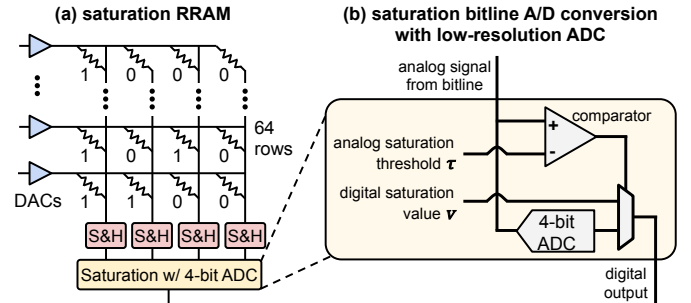 (a) saturation RRAM
1 0 0 0
1 0 1 0
64
rows
0 1 0 0
DACs
S&H S&H S&H S&H
Saturation w/ 4-bit ADC
(b) saturation bitline A/D conversion
with low-resolution ADC
analog signal
from bitline
comparator
+
-
analog saturation
threshold τ
digital saturation
value v
4-bit
ADC
digital
output